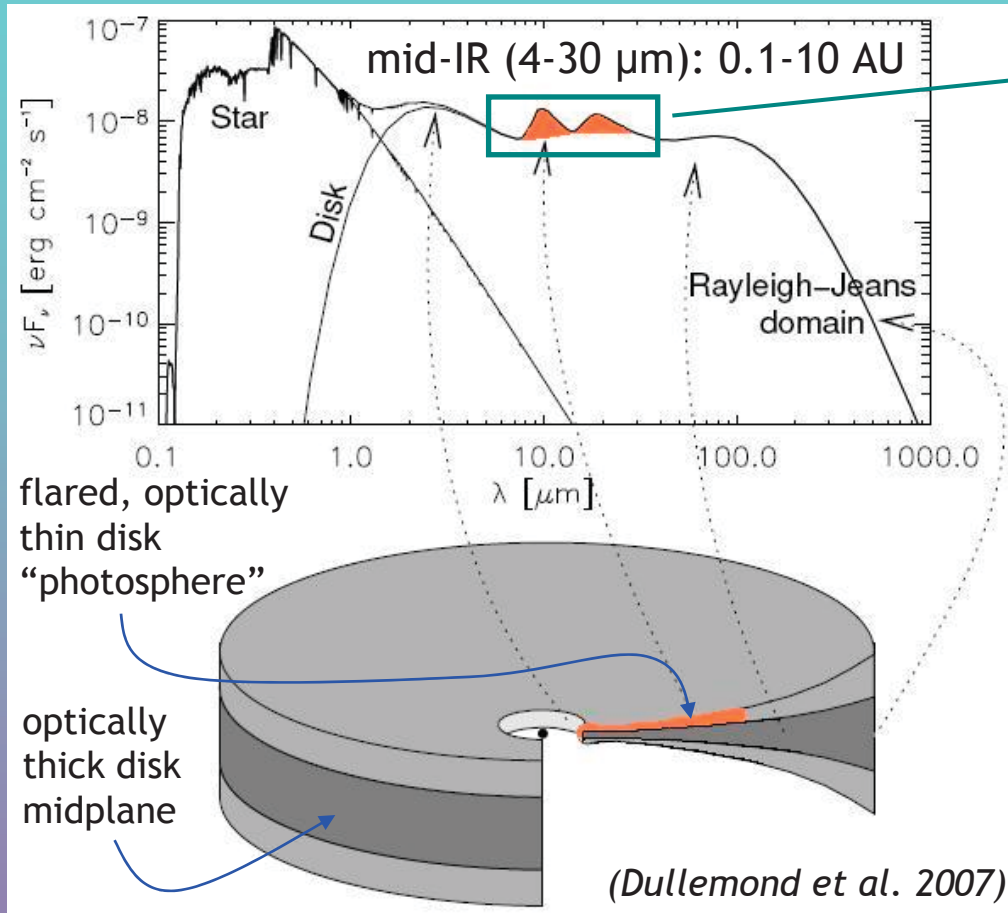 10⁻⁷
mid-IR (4-30 µm): 0.1-10 AU
Star
10⁻⁸
Disk
νFᵥ [erg cm⁻² s⁻¹]
10⁻⁹
Rayleigh-Jeans
domain
10⁻¹⁰
10⁻¹¹
0.1 1.0 10.0 100.0 1000.0
λ [µm]
flared, optically
thin disk
“photosphere”
optically
thick disk
midplane
(Dullemond et al. 2007)